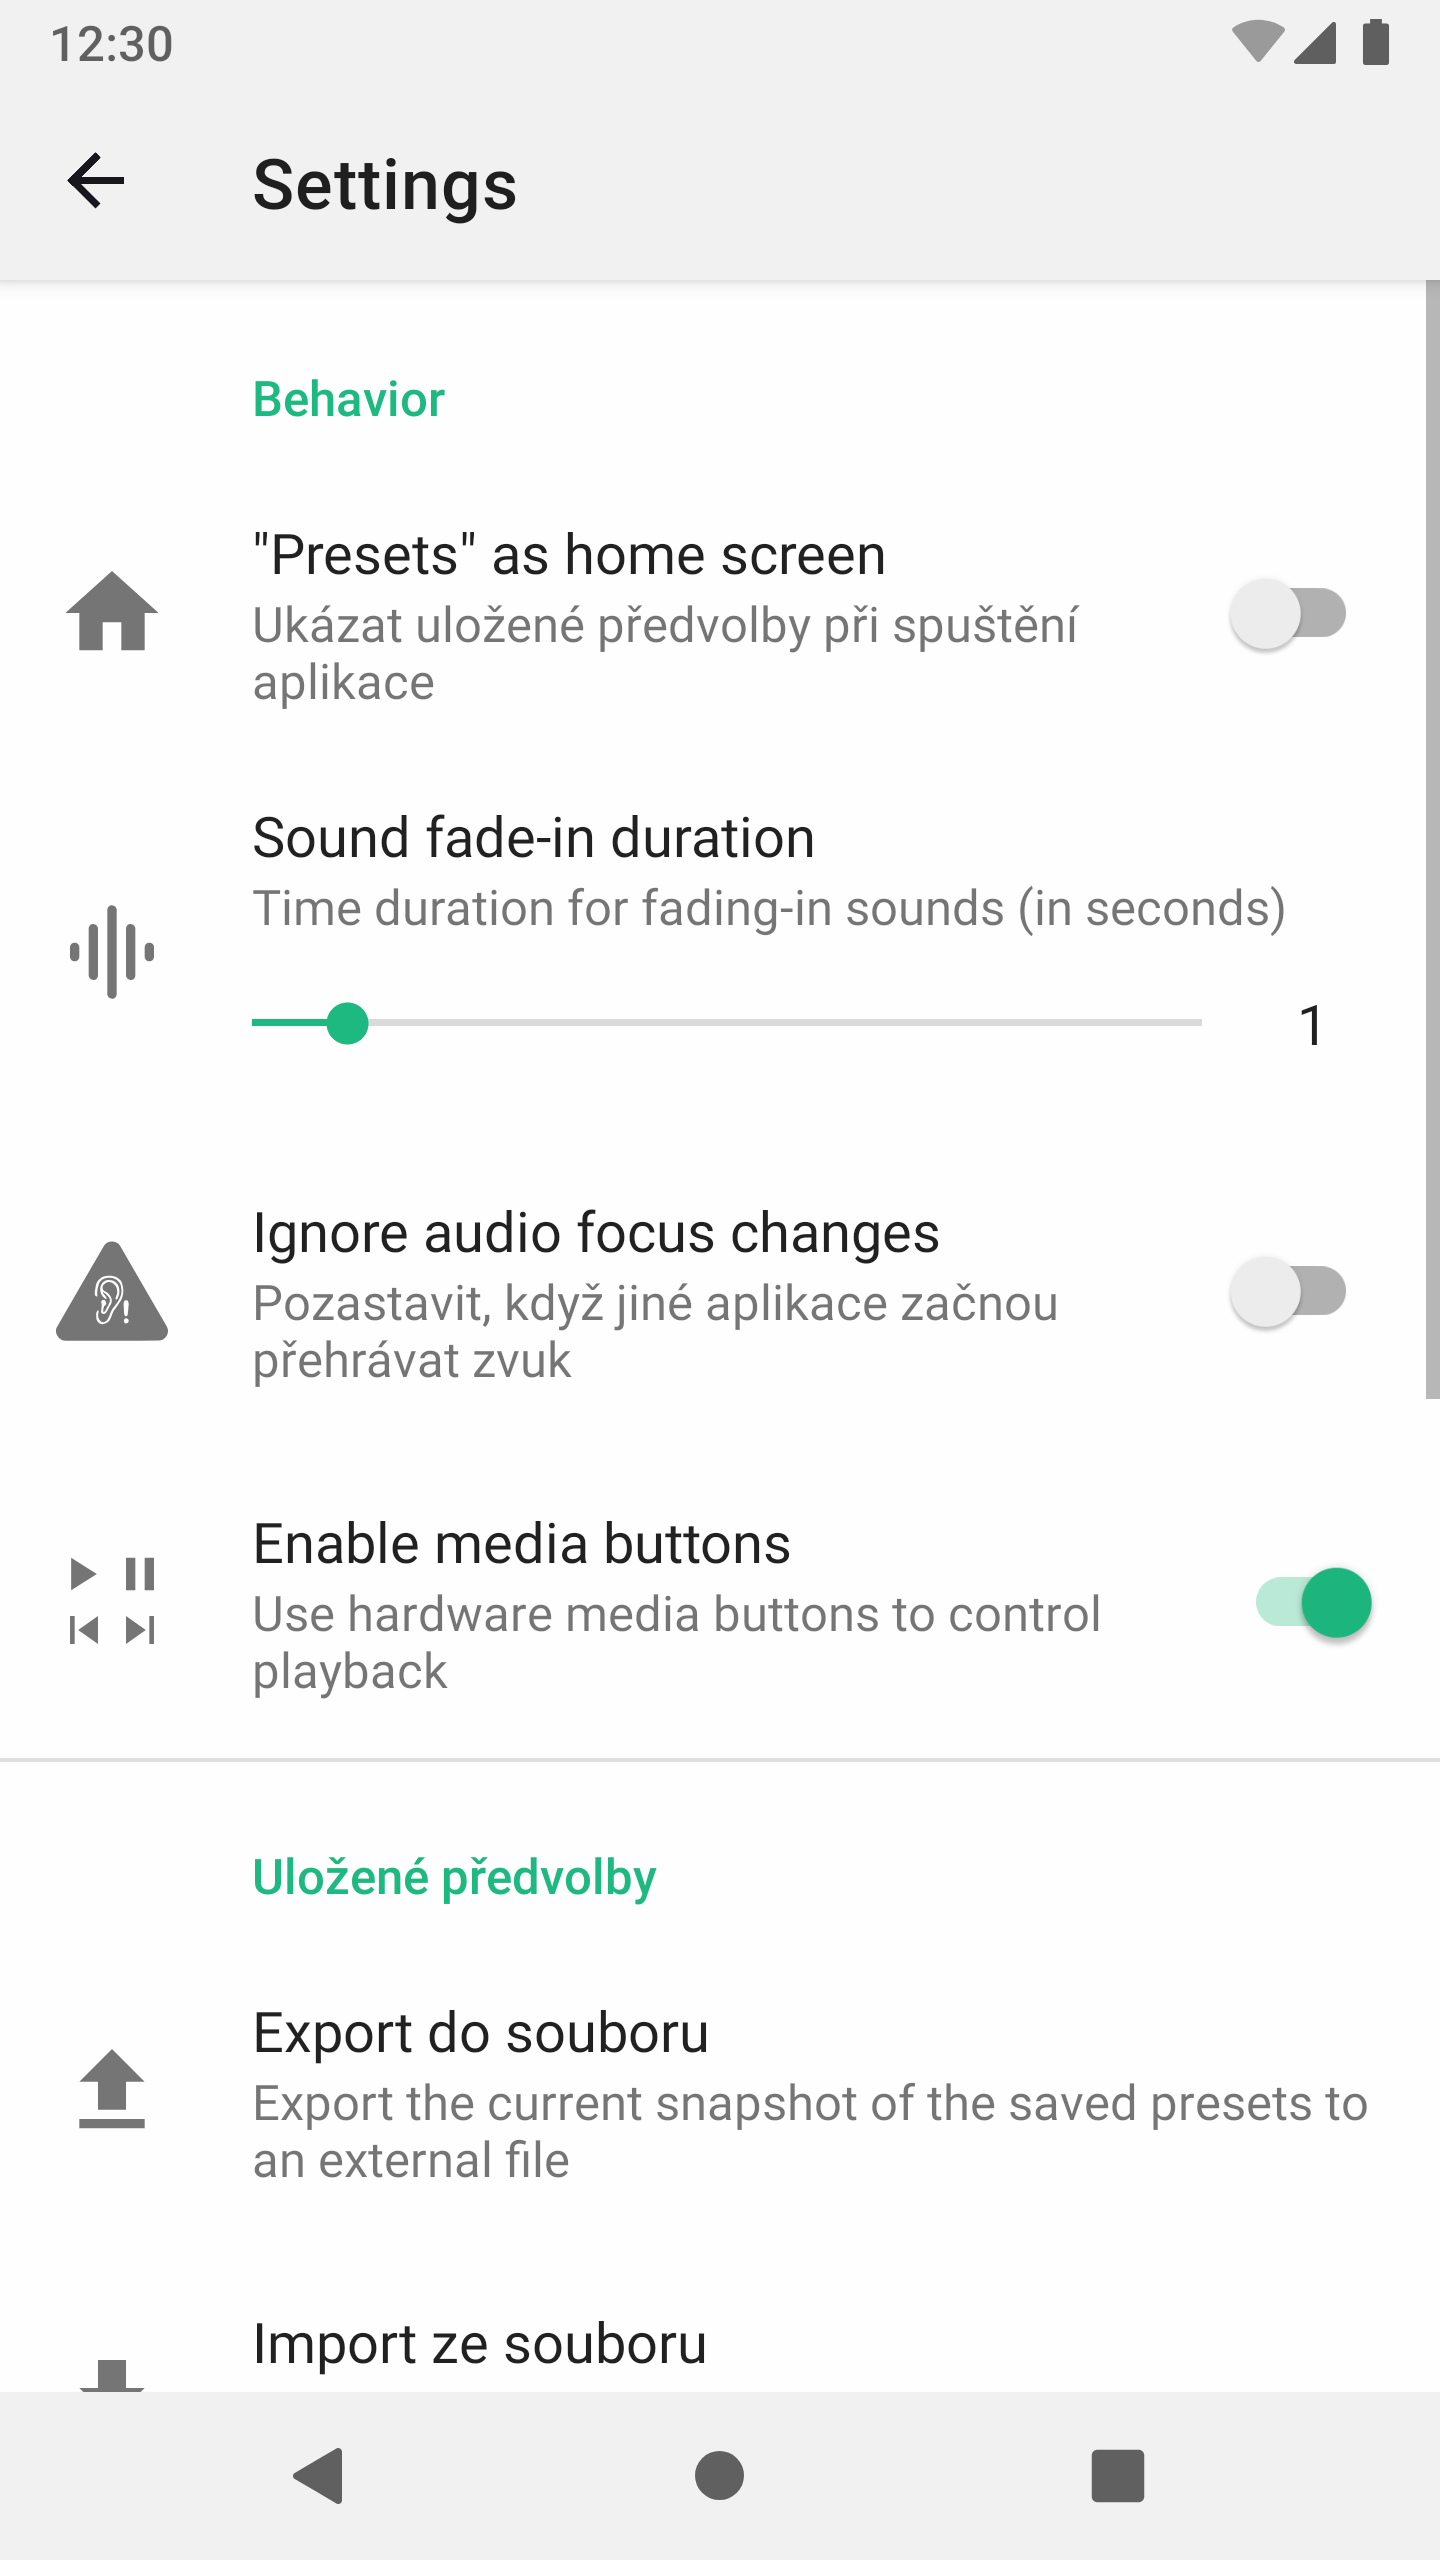 12:30
Settings
Behavior
"Presets" as home screen
Ukázat uložené předvolby při spuštění
aplikace
Sound fade-in duration
Time duration for fading-in sounds (in seconds)
1
Ignore audio focus changes
Pozastavit, když jiné aplikace začnou
přehrávat zvuk
Enable media buttons
Use hardware media buttons to control
playback
Uložené předvolby
Export do souboru
Export the current snapshot of the saved presets to
an external file
Import ze souboru